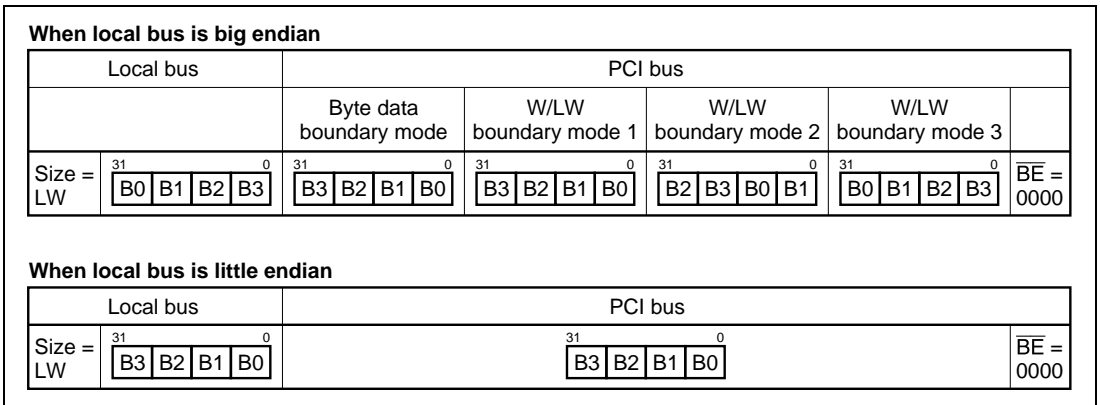 When local bus is big endian
Local bus PCI bus
Byte data boundary mode W/LW boundary mode 1 W/LW boundary mode 2 W/LW boundary mode 3
31 0 31 0 31 0 31 0 31 0
Size = LW B0 B1 B2 B3 B3 B2 B1 B0 B3 B2 B1 B0 B2 B3 B0 B1 B0 B1 B2 B3 B̅E̅ = 0000
When local bus is little endian
Local bus PCI bus
31 0 31 0
Size = LW B3 B2 B1 B0 B3 B2 B1 B0 B̅E̅ = 0000